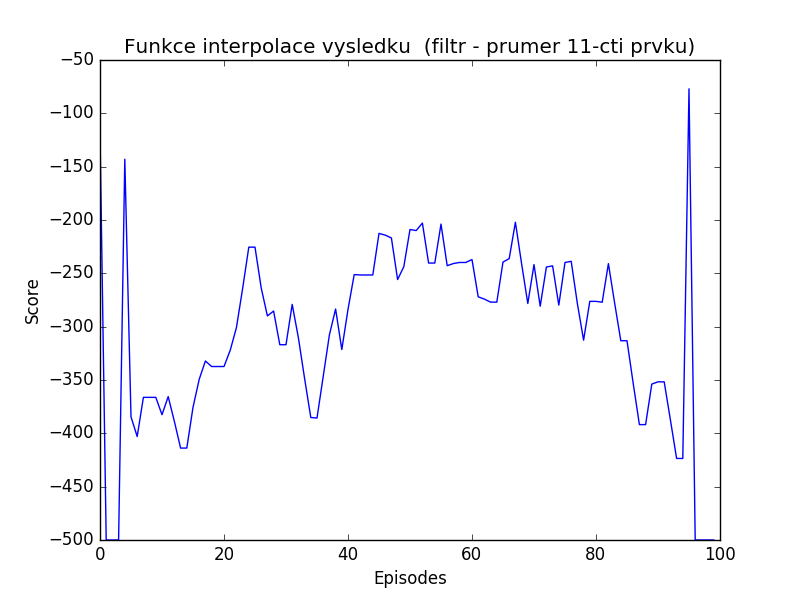 Funkce interpolace vysledku  (filtr - prumer 11-cti prvku)
−50
−100
−150
−200
−250
−300
−350
−400
−450
−500
Score
0 20 40 60 80 100
Episodes